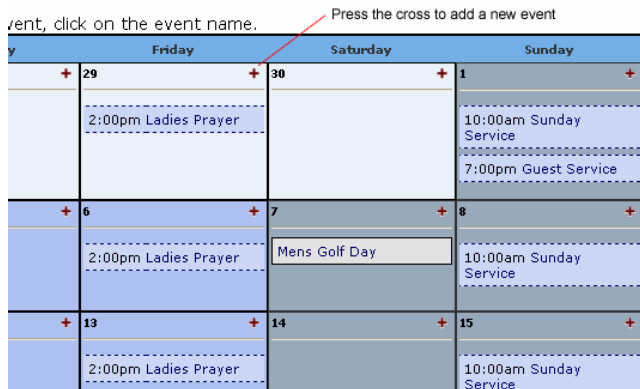 Press the cross to add a new event
vent, click on the event name.
y Friday Saturday Sunday
+ 29 + 30 + 1 +
2:00pm Ladies Prayer
10:00am Sunday
Service
7:00pm Guest Service
+ 6 + 7 + 8 +
2:00pm Ladies Prayer
Mens Golf Day
10:00am Sunday
Service
+ 13 + 14 + 15 +
2:00pm Ladies Prayer
10:00am Sunday
Service